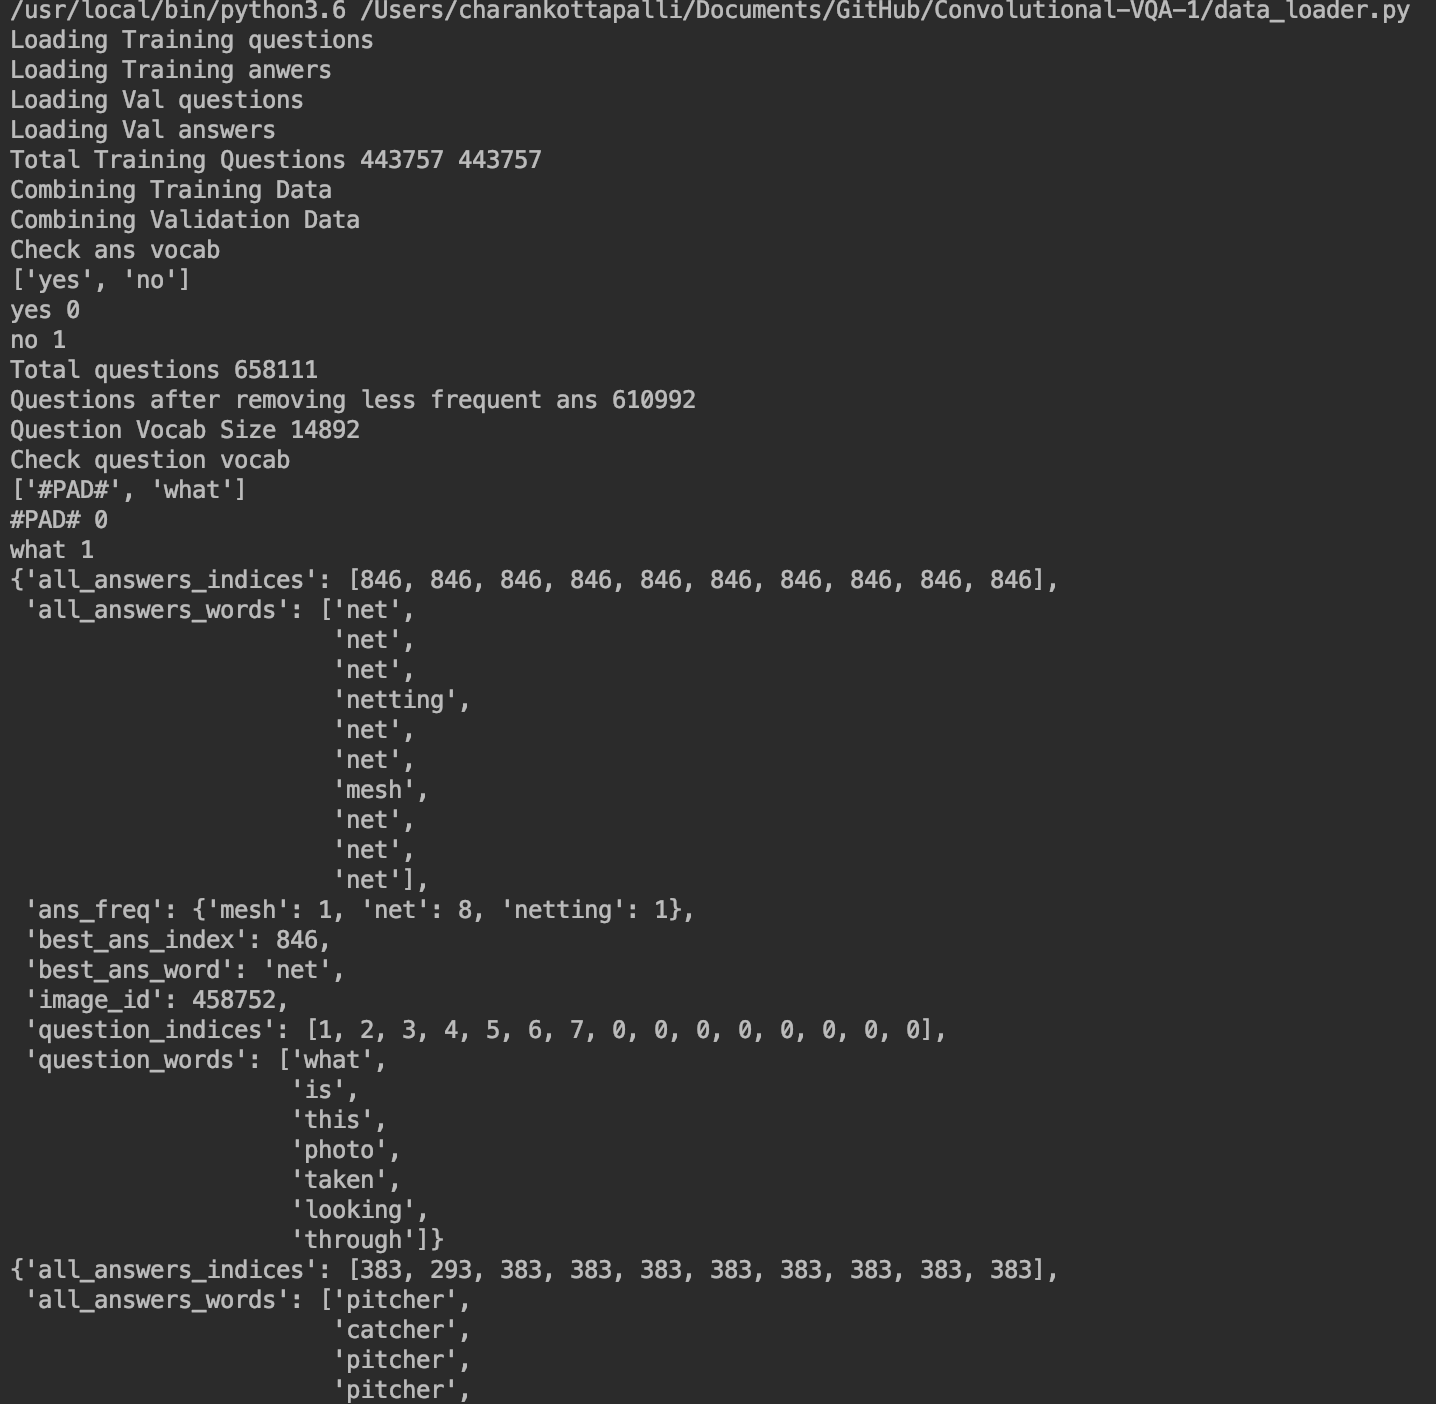 /usr/local/bin/python3.6 /Users/charankottapalli/Documents/GitHub/Convolutional-VQA-1/data_loader.py
Loading Training questions
Loading Training anwers
Loading Val questions
Loading Val answers
Total Training Questions 443757 443757
Combining Training Data
Combining Validation Data
Check ans vocab
['yes', 'no']
yes 0
no 1
Total questions 658111
Questions after removing less frequent ans 610992
Question Vocab Size 14892
Check question vocab
['#PAD#', 'what']
#PAD# 0
what 1
{'all_answers_indices': [846, 846, 846, 846, 846, 846, 846, 846, 846, 846],
 'all_answers_words': ['net',
                       'net',
                       'net',
                       'netting',
                       'net',
                       'net',
                       'mesh',
                       'net',
                       'net',
                       'net'],
 'ans_freq': {'mesh': 1, 'net': 8, 'netting': 1},
 'best_ans_index': 846,
 'best_ans_word': 'net',
 'image_id': 458752,
 'question_indices': [1, 2, 3, 4, 5, 6, 7, 0, 0, 0, 0, 0, 0, 0, 0],
 'question_words': ['what',
                    'is',
                    'this',
                    'photo',
                    'taken',
                    'looking',
                    'through']}
{'all_answers_indices': [383, 293, 383, 383, 383, 383, 383, 383, 383, 383],
 'all_answers_words': ['pitcher',
                       'catcher',
                       'pitcher',
                       'pitcher',